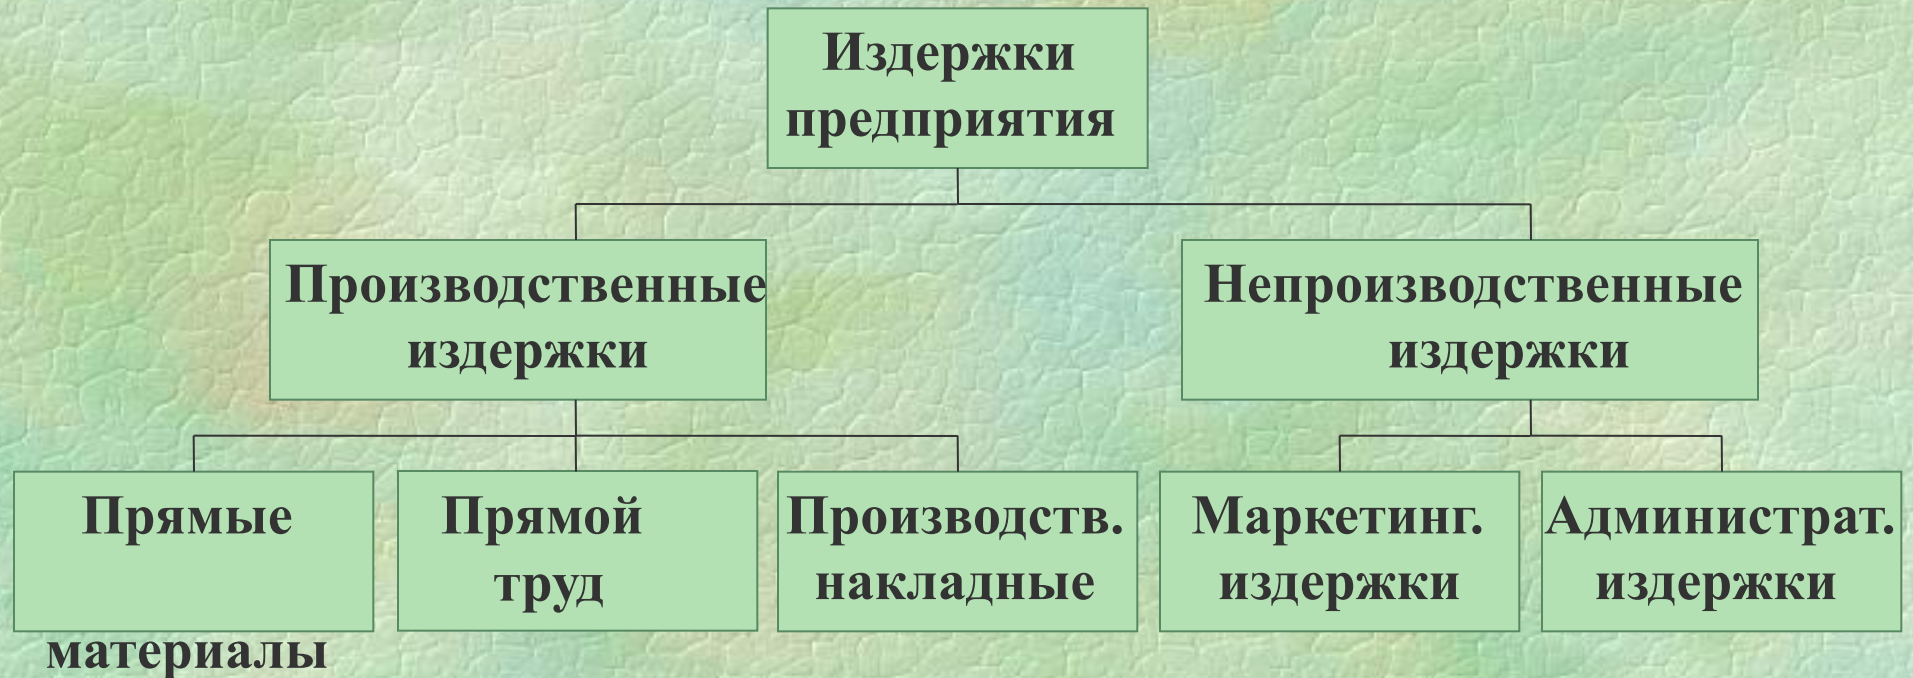 Издержки
предприятия
Производственные
издержки
Непроизводственные
издержки
Прямые
материалы
Прямой
труд
Производств.
накладные
Маркетинг.
издержки
Администрат.
издержки